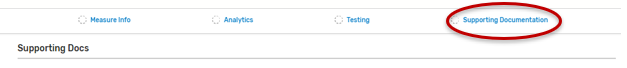 Measure Info Analytics Testing Supporting Documentation
Supporting Docs